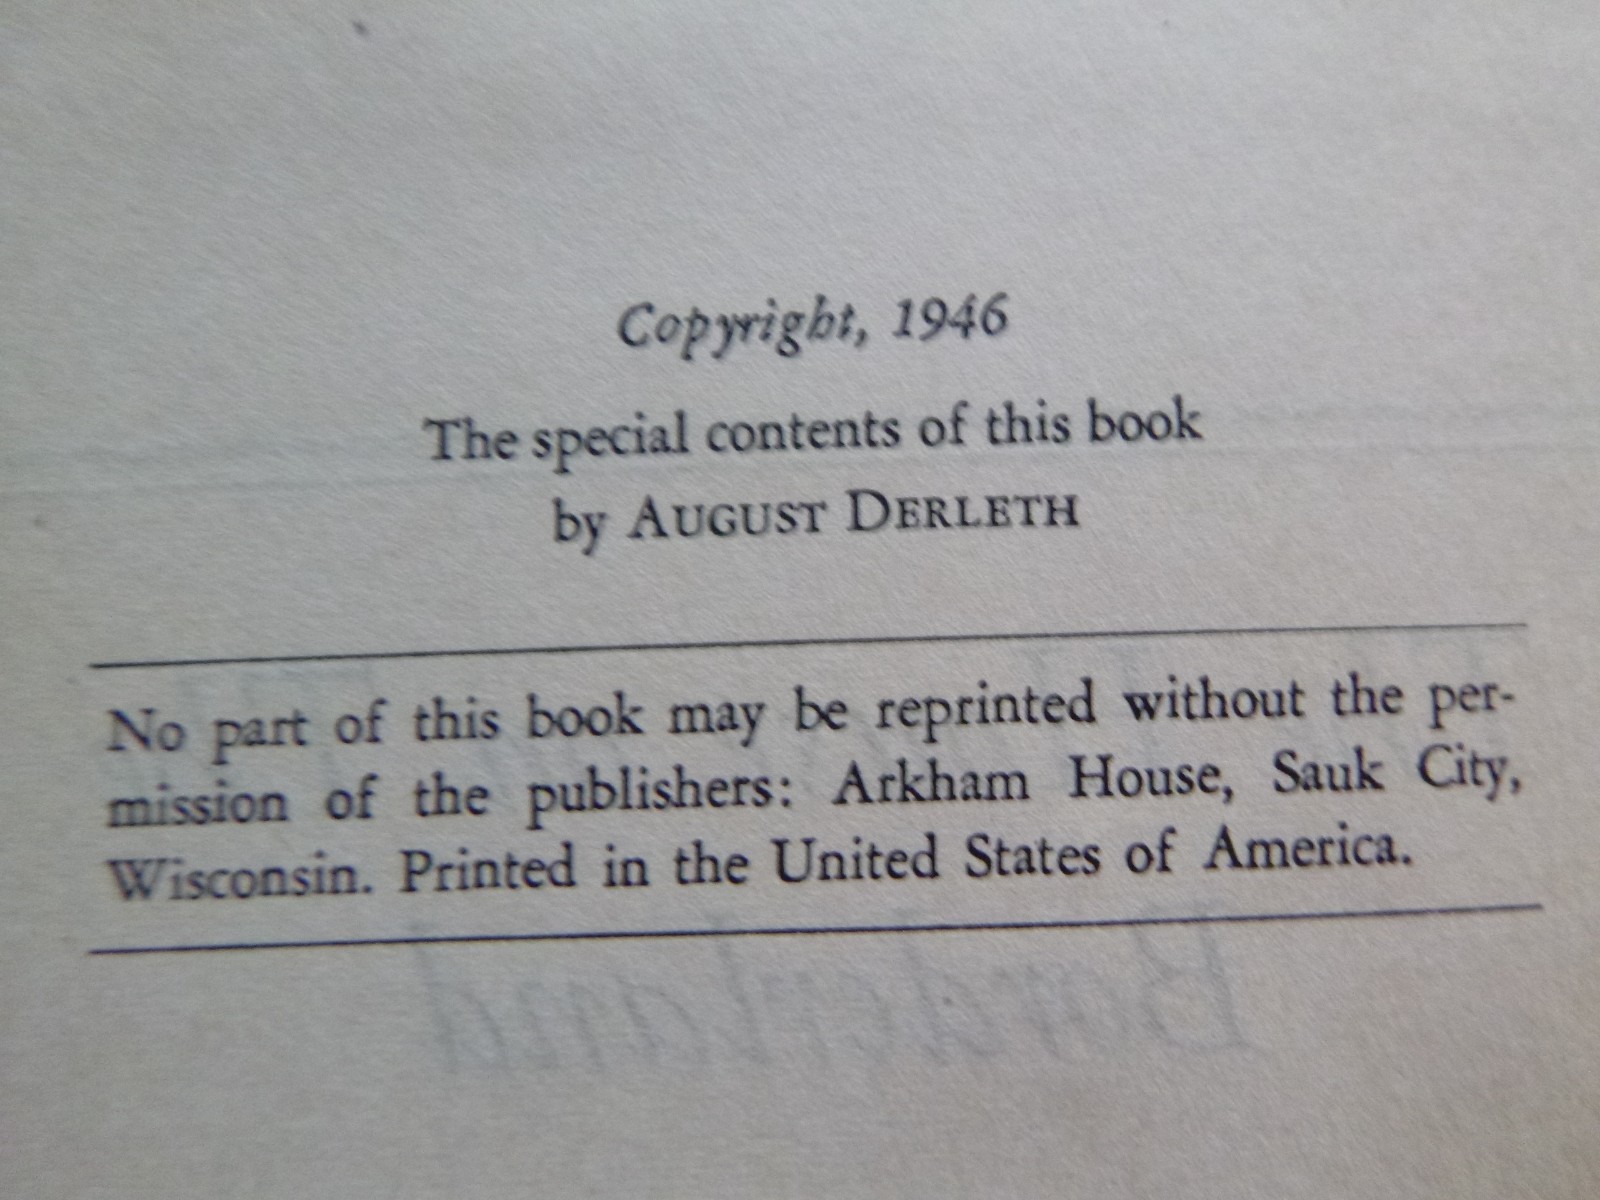 Copyright, 1946
The special contents of this book
by AUGUST DERLETH
No part of this book may be reprinted without the per-
mission of the publishers: Arkham House, Sauk City,
Wisconsin. Printed in the United States of America.
Borderland